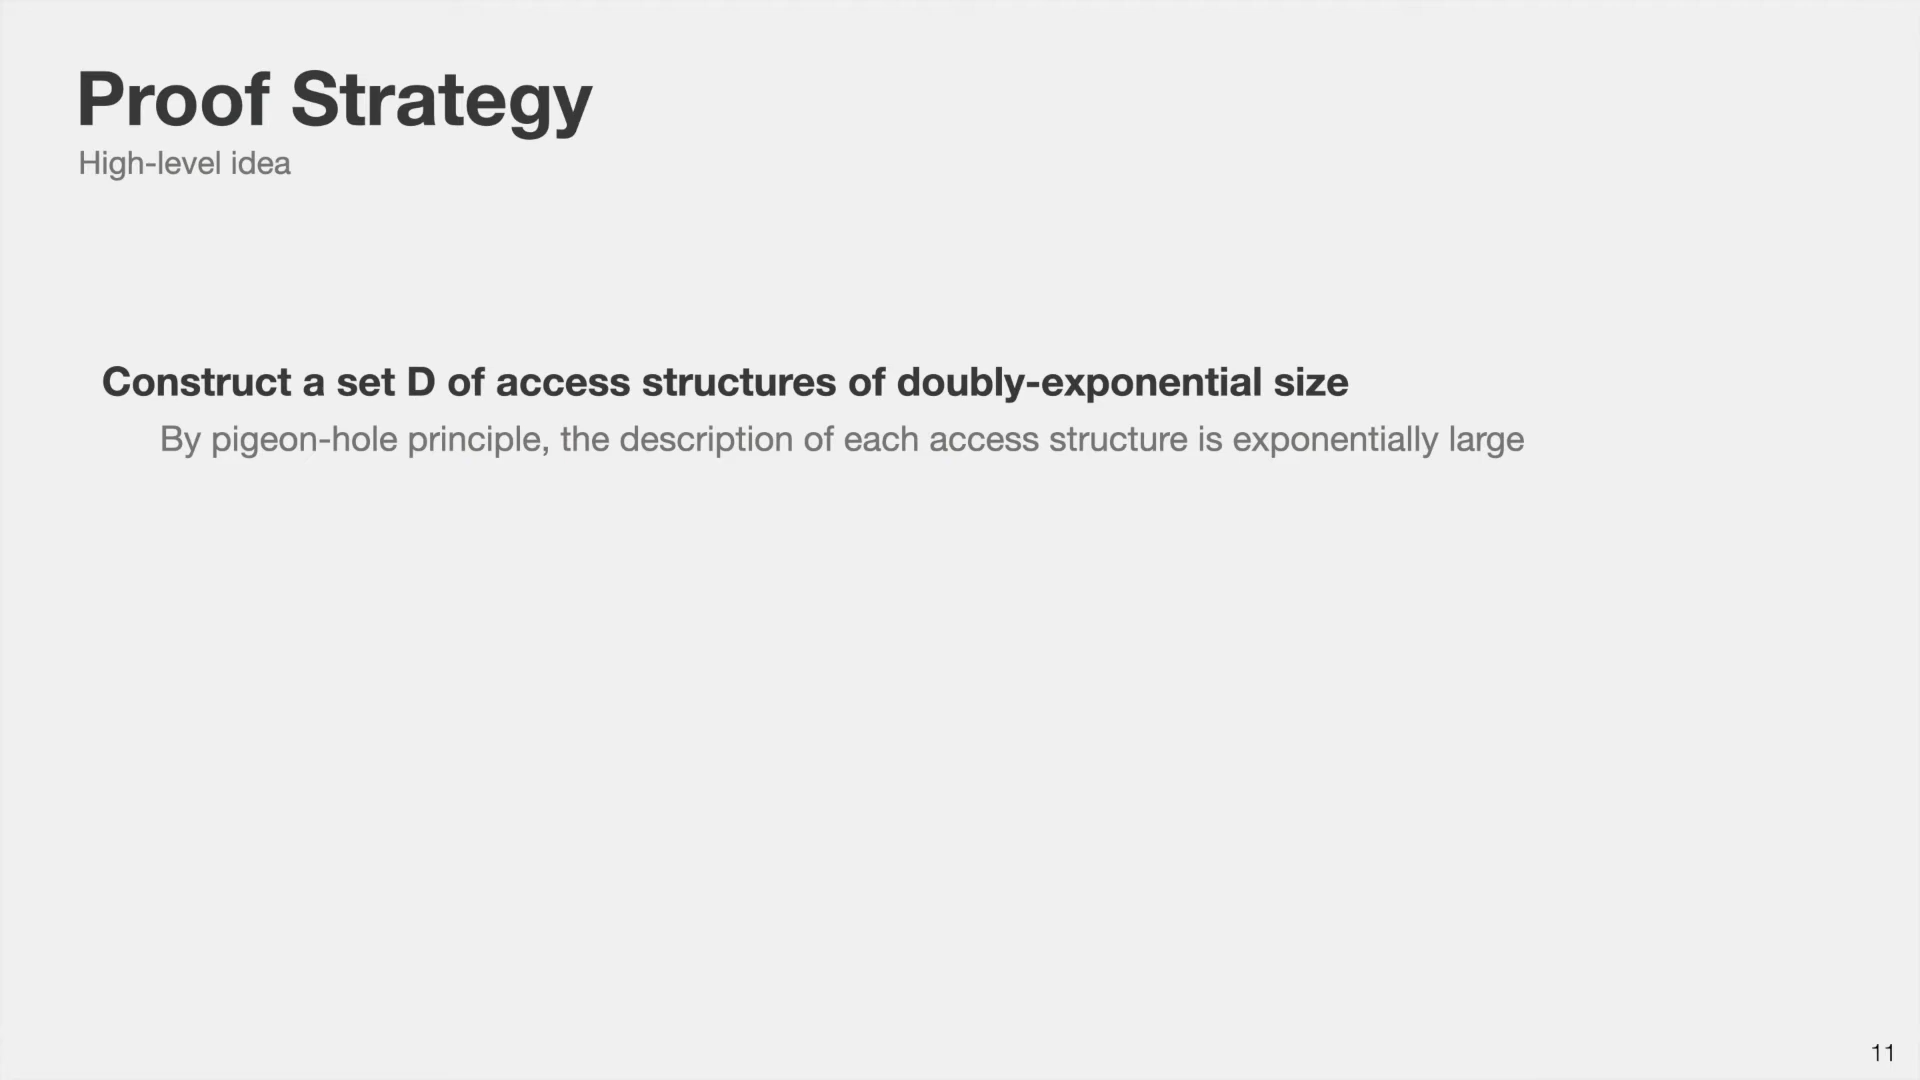 Proof Strategy
High-level idea
Construct a set D of access structures of doubly-exponential size
By pigeon-hole principle, the description of each access structure is exponentially large
11